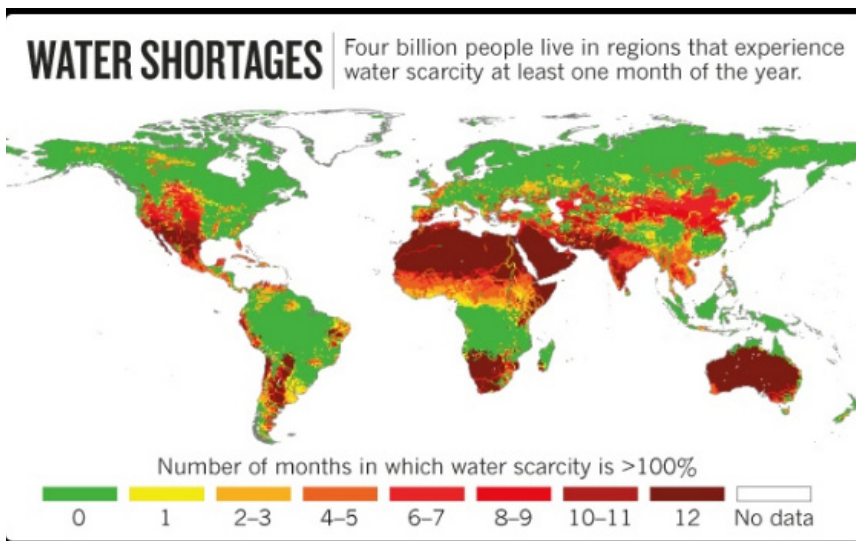 WATER SHORTAGES
Four billion people live in regions that experience
water scarcity at least one month of the year.
Number of months in which water scarcity is >100%
0 1 2–3 4–5 6–7 8–9 10–11 12 No data